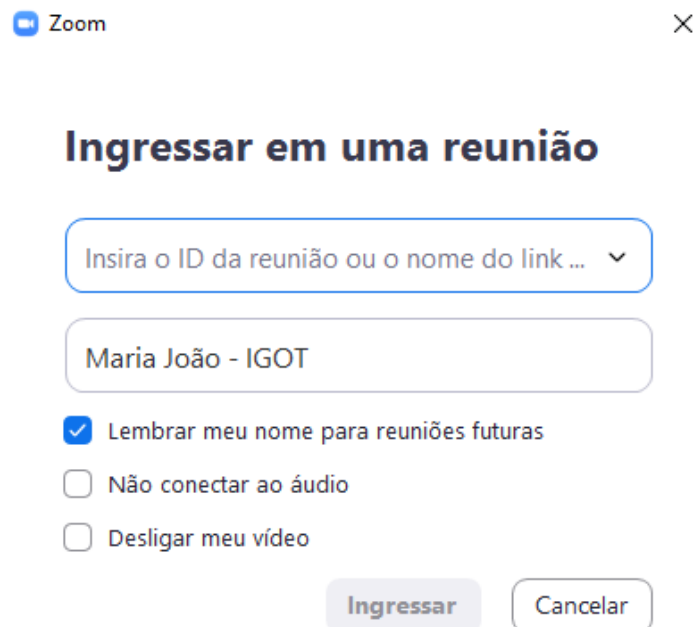 Zoom
Ingressar em uma reunião
Insira o ID da reunião ou o nome do link ...
Maria João - IGOT
Lembrar meu nome para reuniões futuras
Não conectar ao áudio
Desligar meu vídeo
Ingressar Cancelar